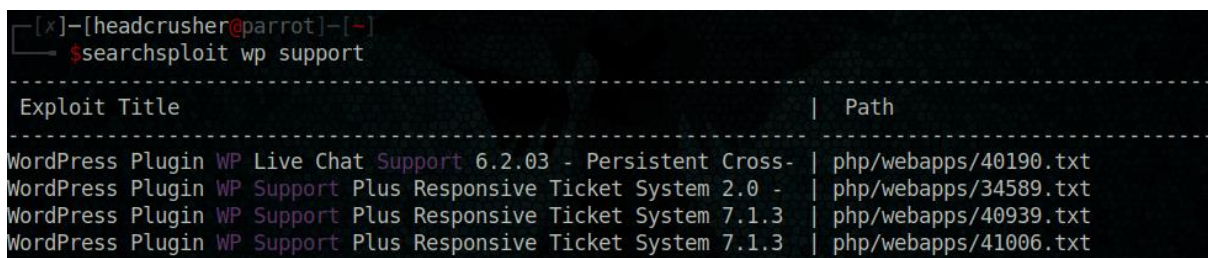 ┌─[✗]─[headcrusher@parrot]─[~]
└──╼ $searchsploit wp support
---------------------------------------------------------------------------------- ----------------------------------------
 Exploit Title | Path
---------------------------------------------------------------------------------- ----------------------------------------
WordPress Plugin WP Live Chat Support 6.2.03 - Persistent Cross- | php/webapps/40190.txt
WordPress Plugin WP Support Plus Responsive Ticket System 2.0 - | php/webapps/34589.txt
WordPress Plugin WP Support Plus Responsive Ticket System 7.1.3 | php/webapps/40939.txt
WordPress Plugin WP Support Plus Responsive Ticket System 7.1.3 | php/webapps/41006.txt